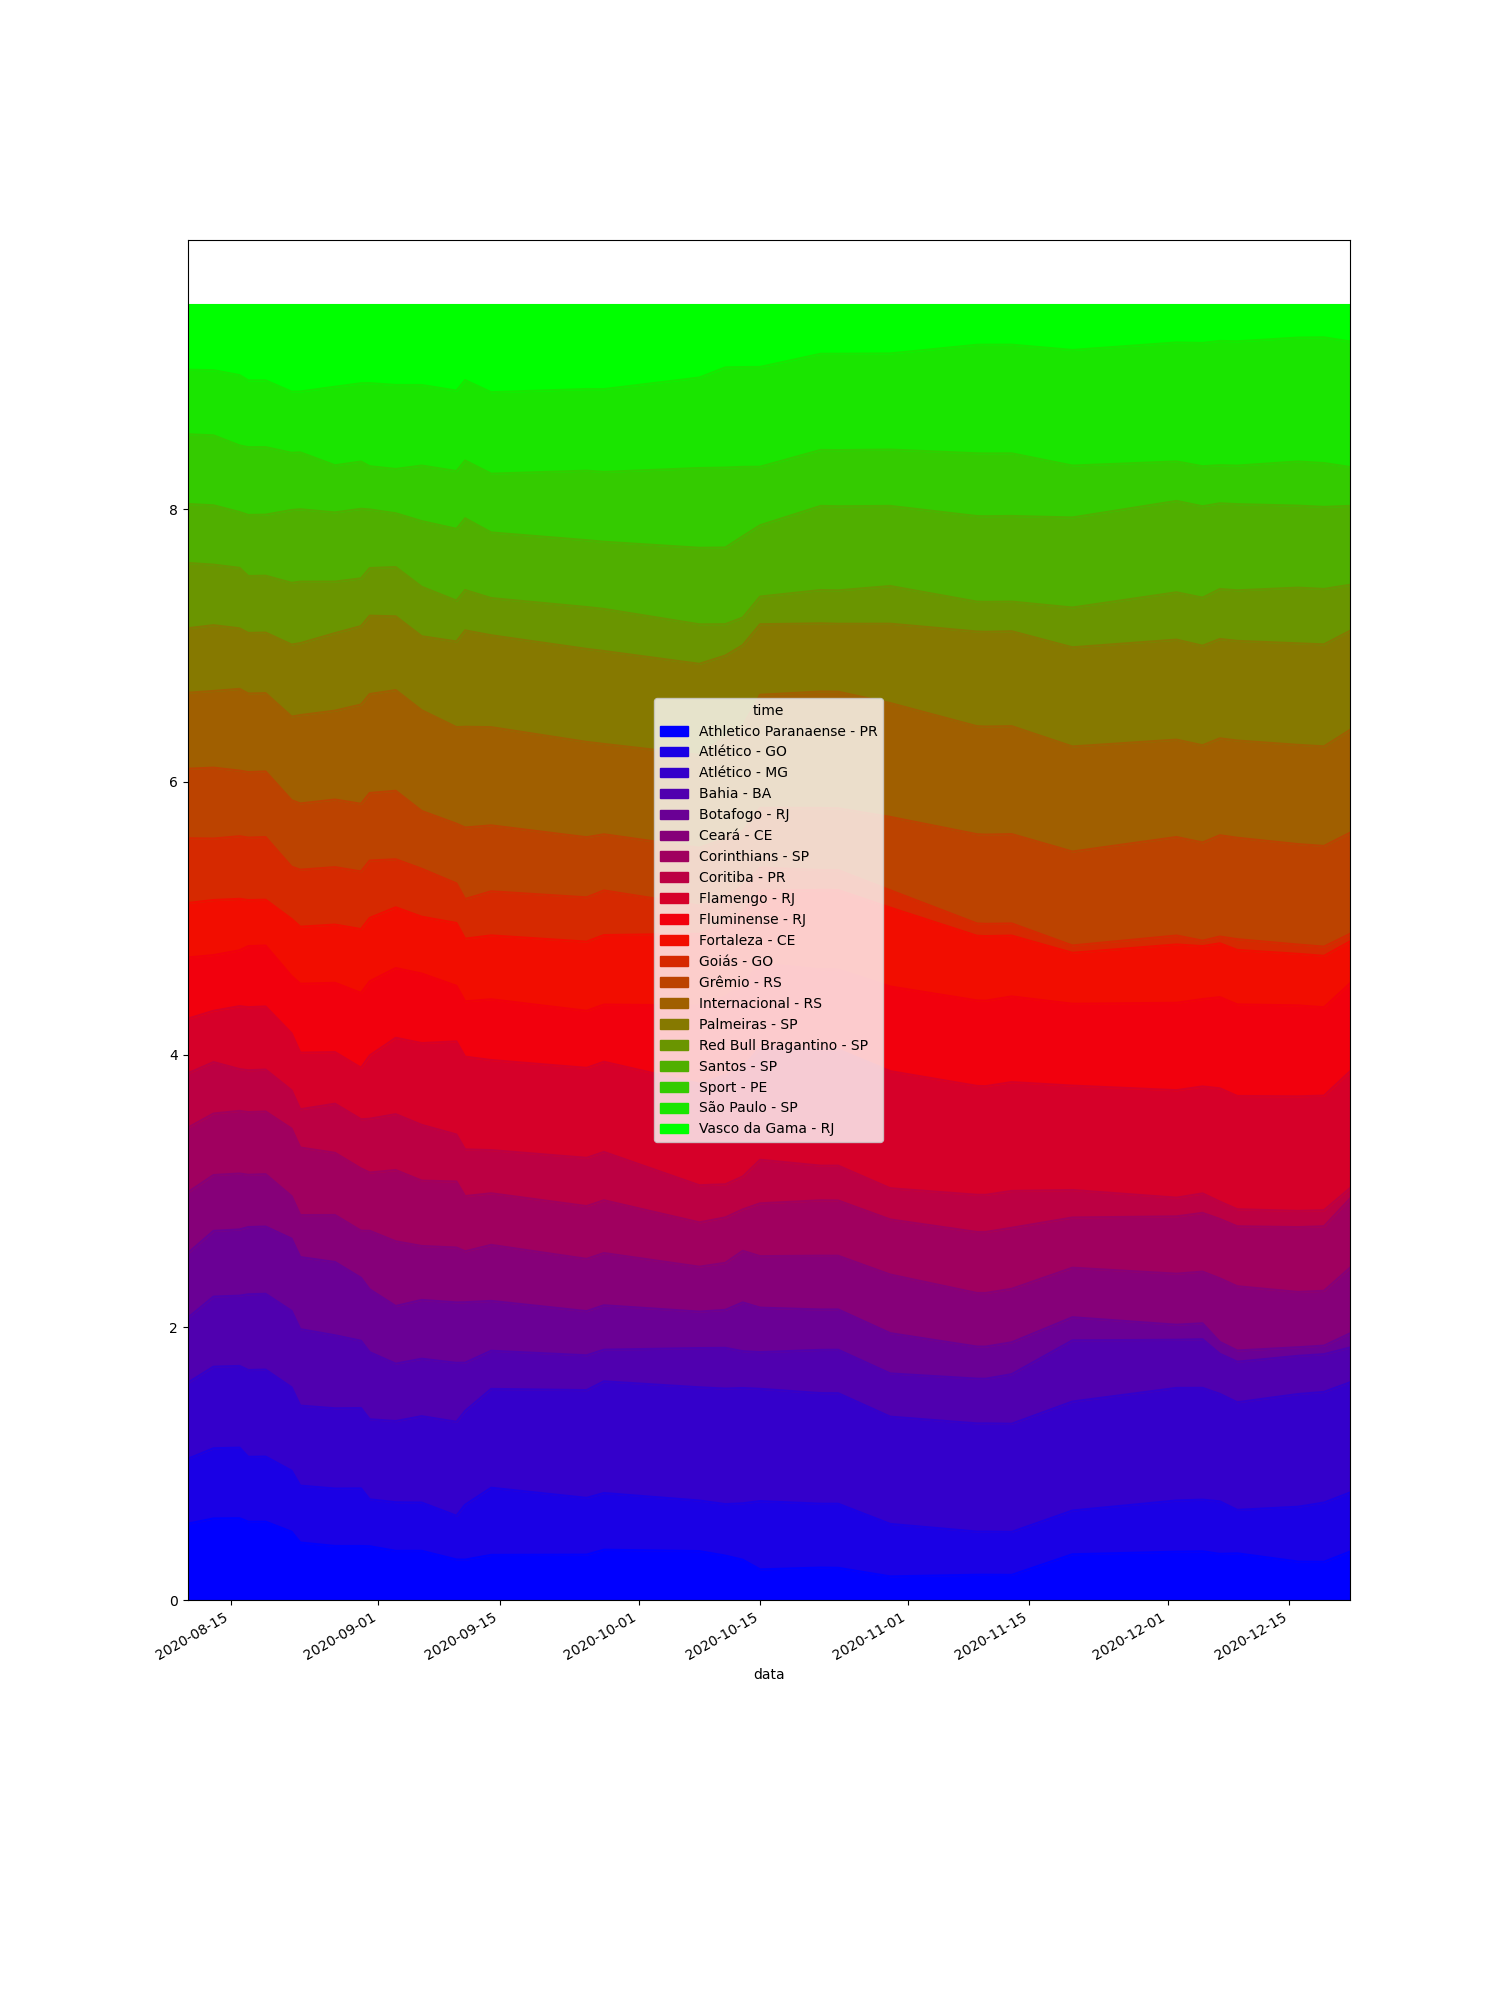 8
6
4
2
0
time
Athletico Paranaense - PR
Atlético - GO
Atlético - MG
Bahia - BA
Botafogo - RJ
Ceará - CE
Corinthians - SP
Coritiba - PR
Flamengo - RJ
Fluminense - RJ
Fortaleza - CE
Goiás - GO
Grêmio - RS
Internacional - RS
Palmeiras - SP
Red Bull Bragantino - SP
Santos - SP
Sport - PE
São Paulo - SP
Vasco da Gama - RJ
2020-08-15
2020-09-01
2020-09-15
2020-10-01
2020-10-15
2020-11-01
2020-11-15
2020-12-01
2020-12-15
data